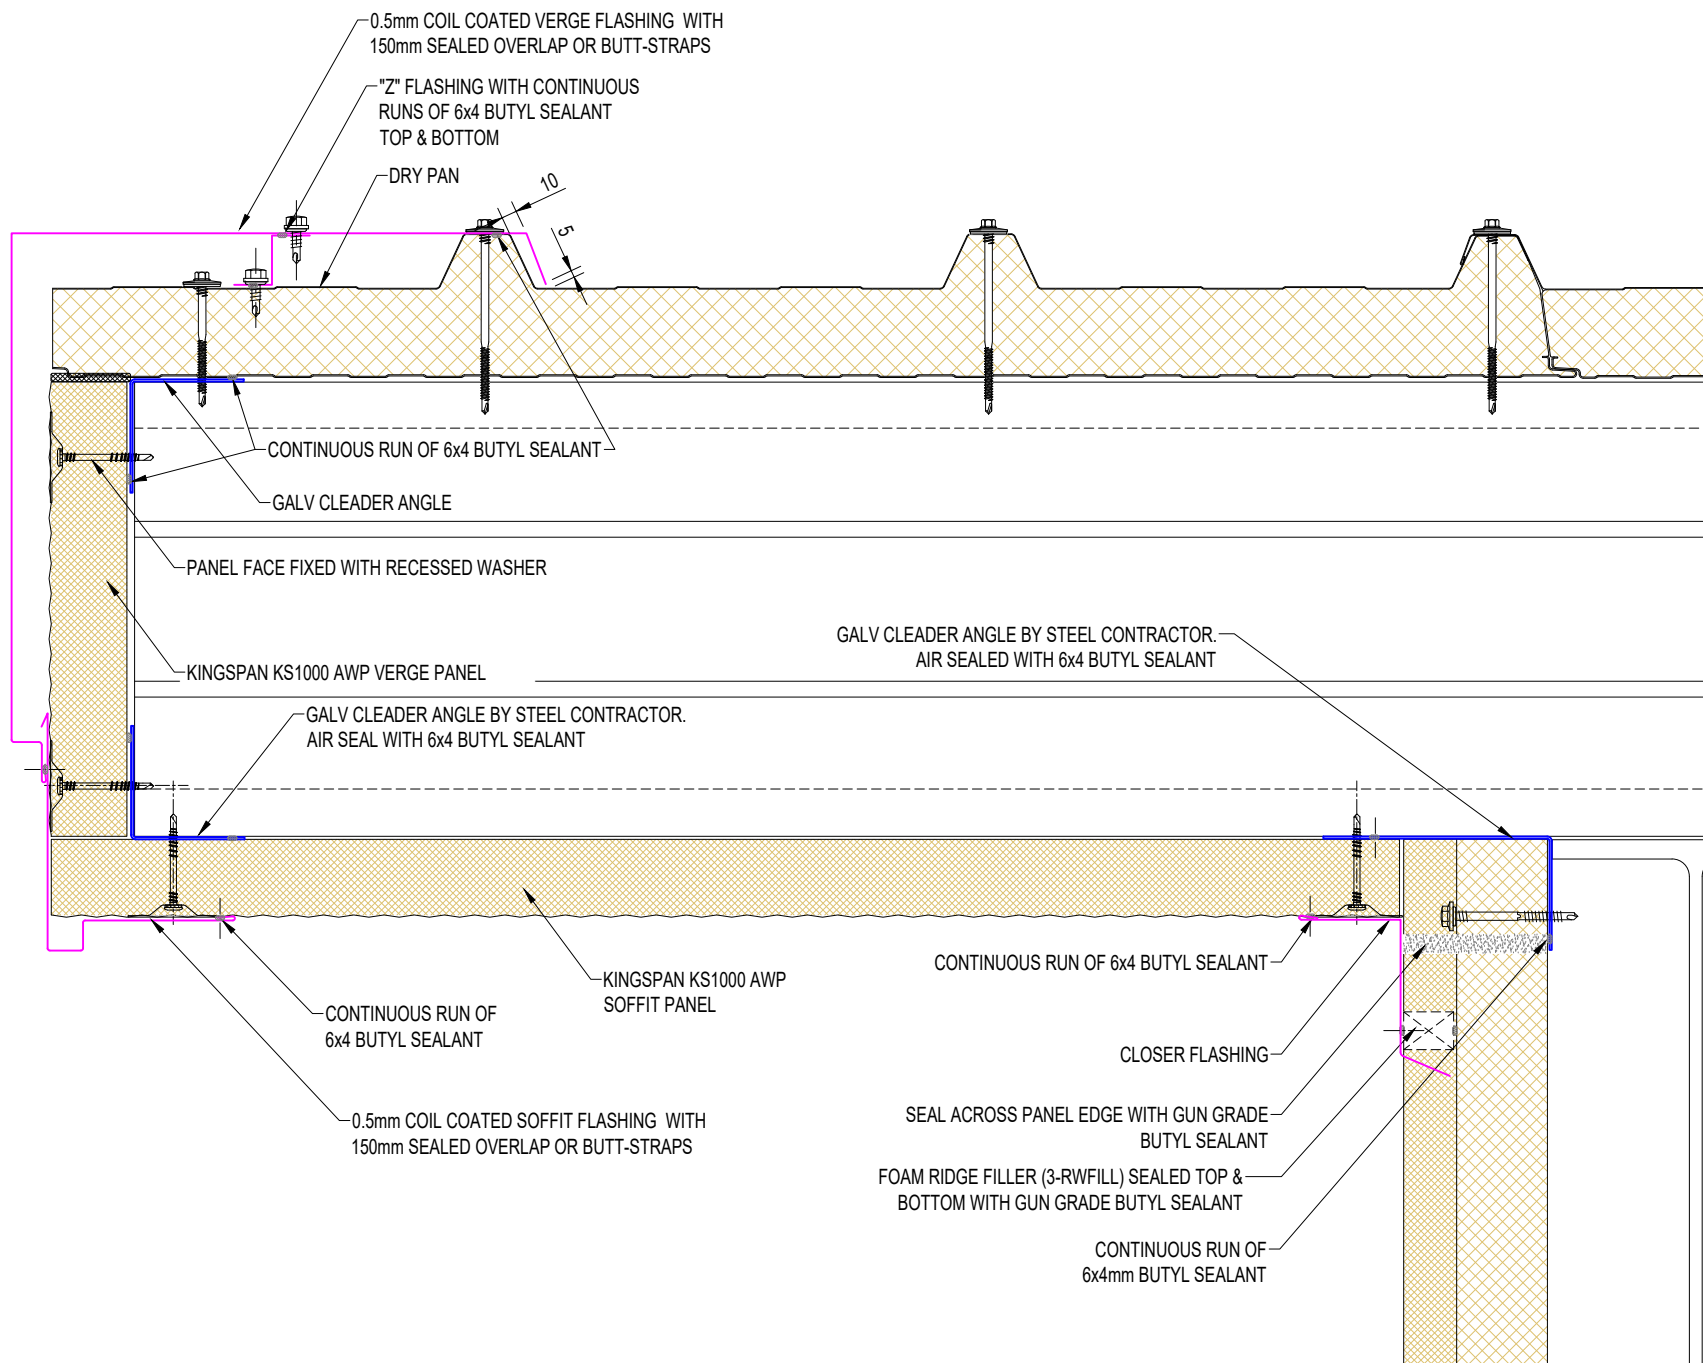 0.5mm COIL COATED VERGE FLASHING WITH
150mm SEALED OVERLAP OR BUTT-STRAPS
"Z" FLASHING WITH CONTINUOUS
RUNS OF 6x4 BUTYL SEALANT
TOP & BOTTOM
DRY PAN
10
5
CONTINUOUS RUN OF 6x4 BUTYL SEALANT
GALV CLEADER ANGLE
PANEL FACE FIXED WITH RECESSED WASHER
GALV CLEADER ANGLE BY STEEL CONTRACTOR.
AIR SEALED WITH 6x4 BUTYL SEALANT
KINGSPAN KS1000 AWP VERGE PANEL
GALV CLEADER ANGLE BY STEEL CONTRACTOR.
AIR SEAL WITH 6x4 BUTYL SEALANT
KINGSPAN KS1000 AWP
SOFFIT PANEL
CONTINUOUS RUN OF 6x4 BUTYL SEALANT
CONTINUOUS RUN OF
6x4 BUTYL SEALANT
CLOSER FLASHING
0.5mm COIL COATED SOFFIT FLASHING WITH
150mm SEALED OVERLAP OR BUTT-STRAPS
SEAL ACROSS PANEL EDGE WITH GUN GRADE
BUTYL SEALANT
FOAM RIDGE FILLER (3-RWFILL) SEALED TOP &
BOTTOM WITH GUN GRADE BUTYL SEALANT
CONTINUOUS RUN OF
6x4mm BUTYL SEALANT